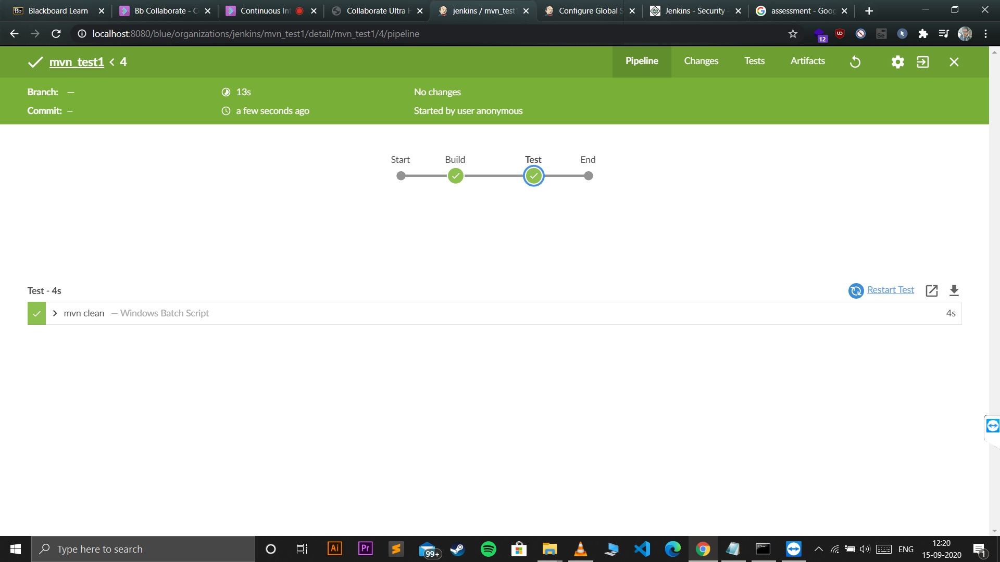 Blackboard Learn
Bb Collaborate - C
Continuous Int
Collaborate Ultra H
jenkins / mvn_test1
Configure Global S
Jenkins - Security -
assessment - Goog
localhost:8080/blue/organizations/jenkins/mvn_test1/detail/mvn_test1/4/pipeline
12
mvn_test1 < 4
Pipeline
Changes
Tests
Artifacts
Branch: —
13s
No changes
Commit: –
a few seconds ago
Started by user anonymous
Start
Build
Test
End
Test - 4s
Restart Test
mvn clean — Windows Batch Script
4s
Type here to search
Ai
Pr
99+
ENG
12:20
15-09-2020
1